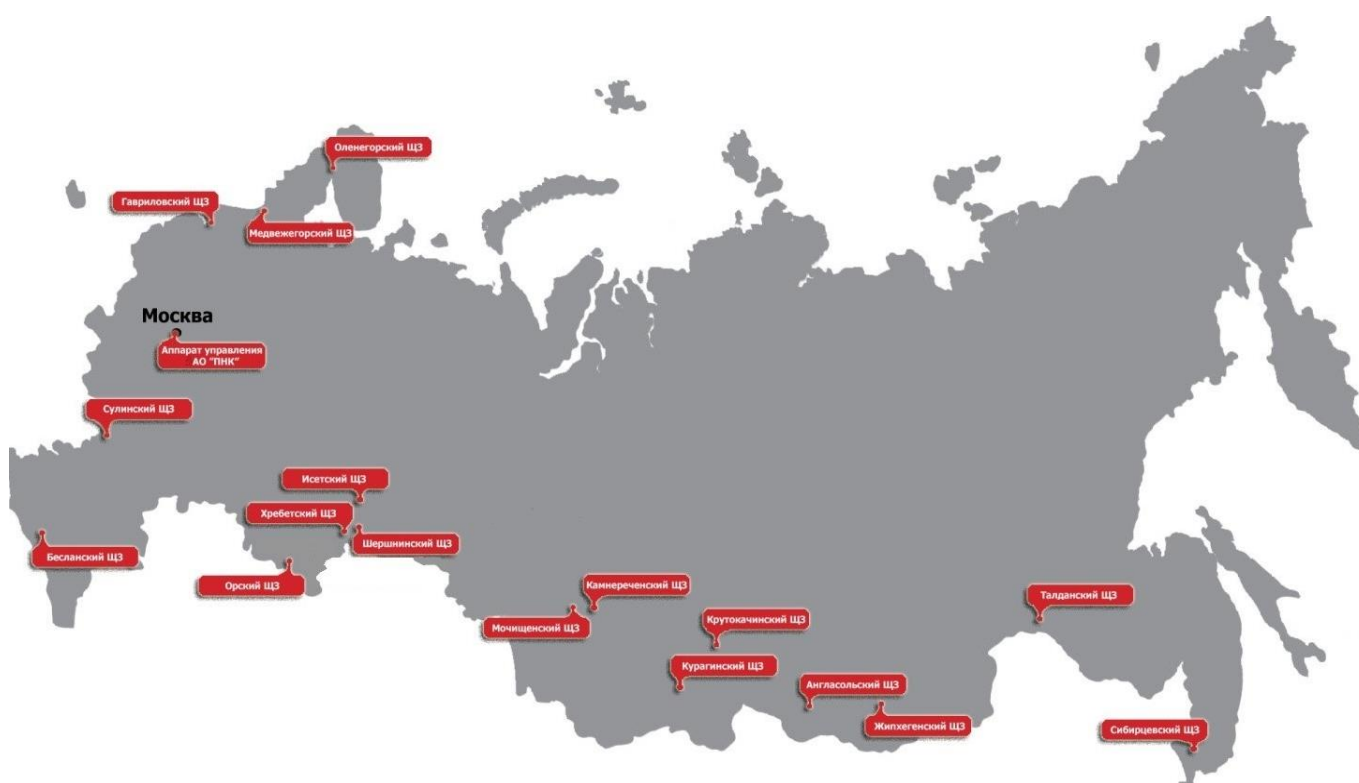 Оленегорский ЩЗ
Гавриловский ЩЗ
Медвежегорский ЩЗ
Москва
Аппарат управления
АО "ПНК"
Сулинский ЩЗ
Исетский ЩЗ
Хребетский ЩЗ
Шершнинский ЩЗ
Бесланский ЩЗ
Орский ЩЗ
Камнереченский ЩЗ
Талданский ЩЗ
Мочищенский ЩЗ
Крутокачинский ЩЗ
Курагинский ЩЗ
Англасольский ЩЗ
Жипхегенский ЩЗ
Сибирцевский ЩЗ